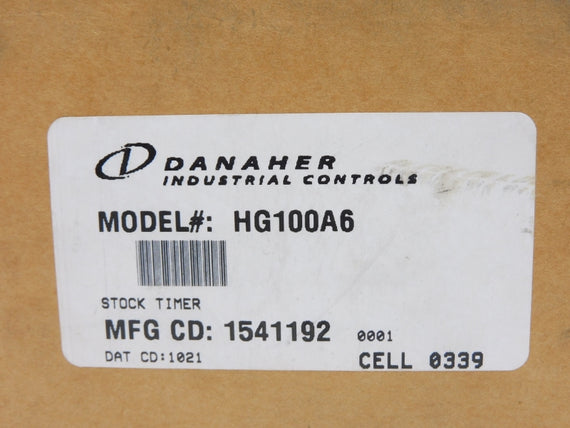 DANAHER
INDUSTRIAL CONTROLS
MODEL#: HG100A6
STOCK TIMER
MFG CD: 1541192 0001
DAT CD:1021 CELL 0339